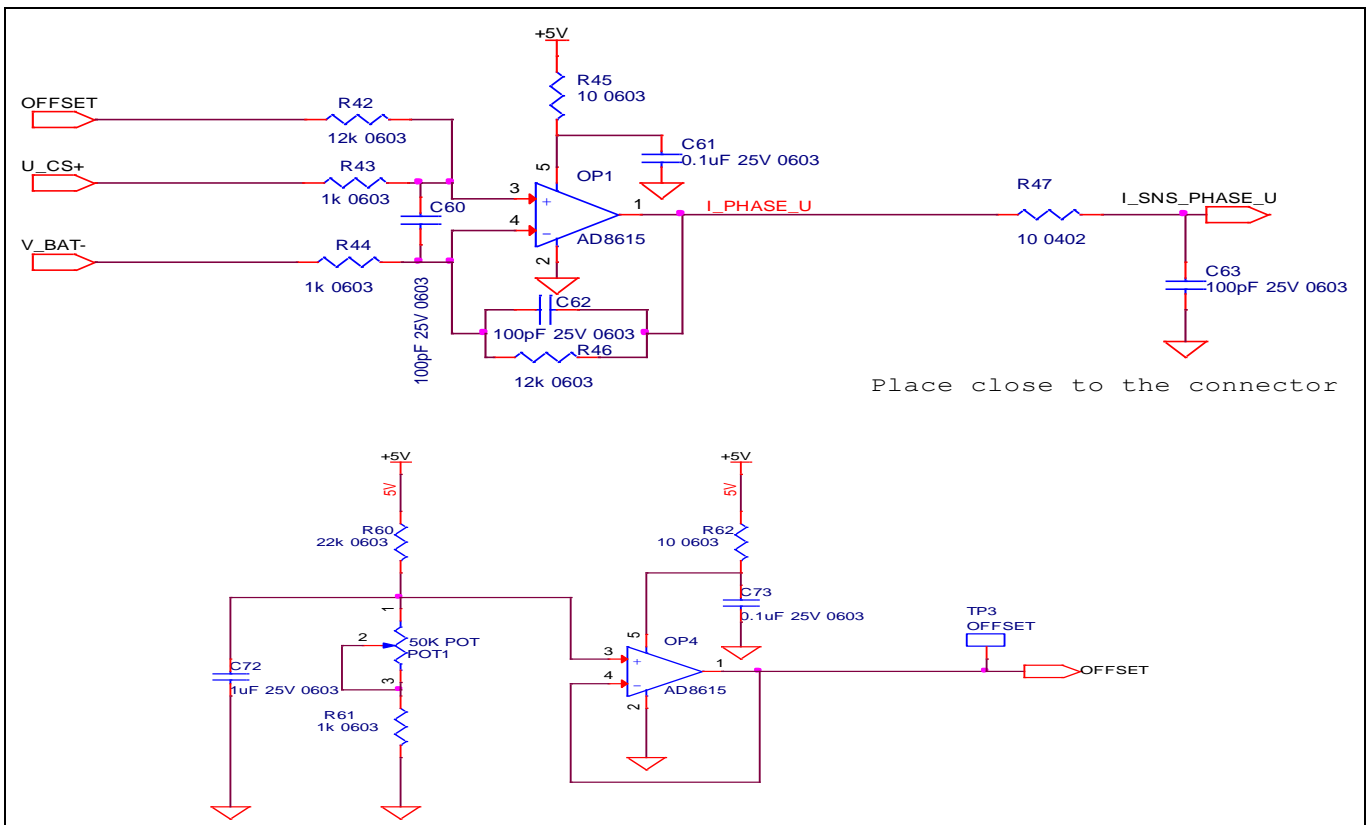 +5V
R45
10 0603
OFFSET
R42
12k 0603
C61
0.1uF 25V 0603
U_CS+
R43
1k 0603
5
OP1
3
+
4
-
1
I_PHASE_U
AD8615
2
C60
100pF 25V 0603
R47
10 0402
I_SNS_PHASE_U
V_BAT-
R44
1k 0603
C63
100pF 25V 0603
C62
100pF 25V 0603
R46
12k 0603
Place close to the connector
+5V
5V
R60
22k 0603
1
2
50K POT
POT1
3
C72
1uF 25V 0603
R61
1k 0603
+5V
5V
R62
10 0603
C73
0.1uF 25V 0603
5
OP4
3
+
4
-
1
AD8615
2
TP3
OFFSET
OFFSET